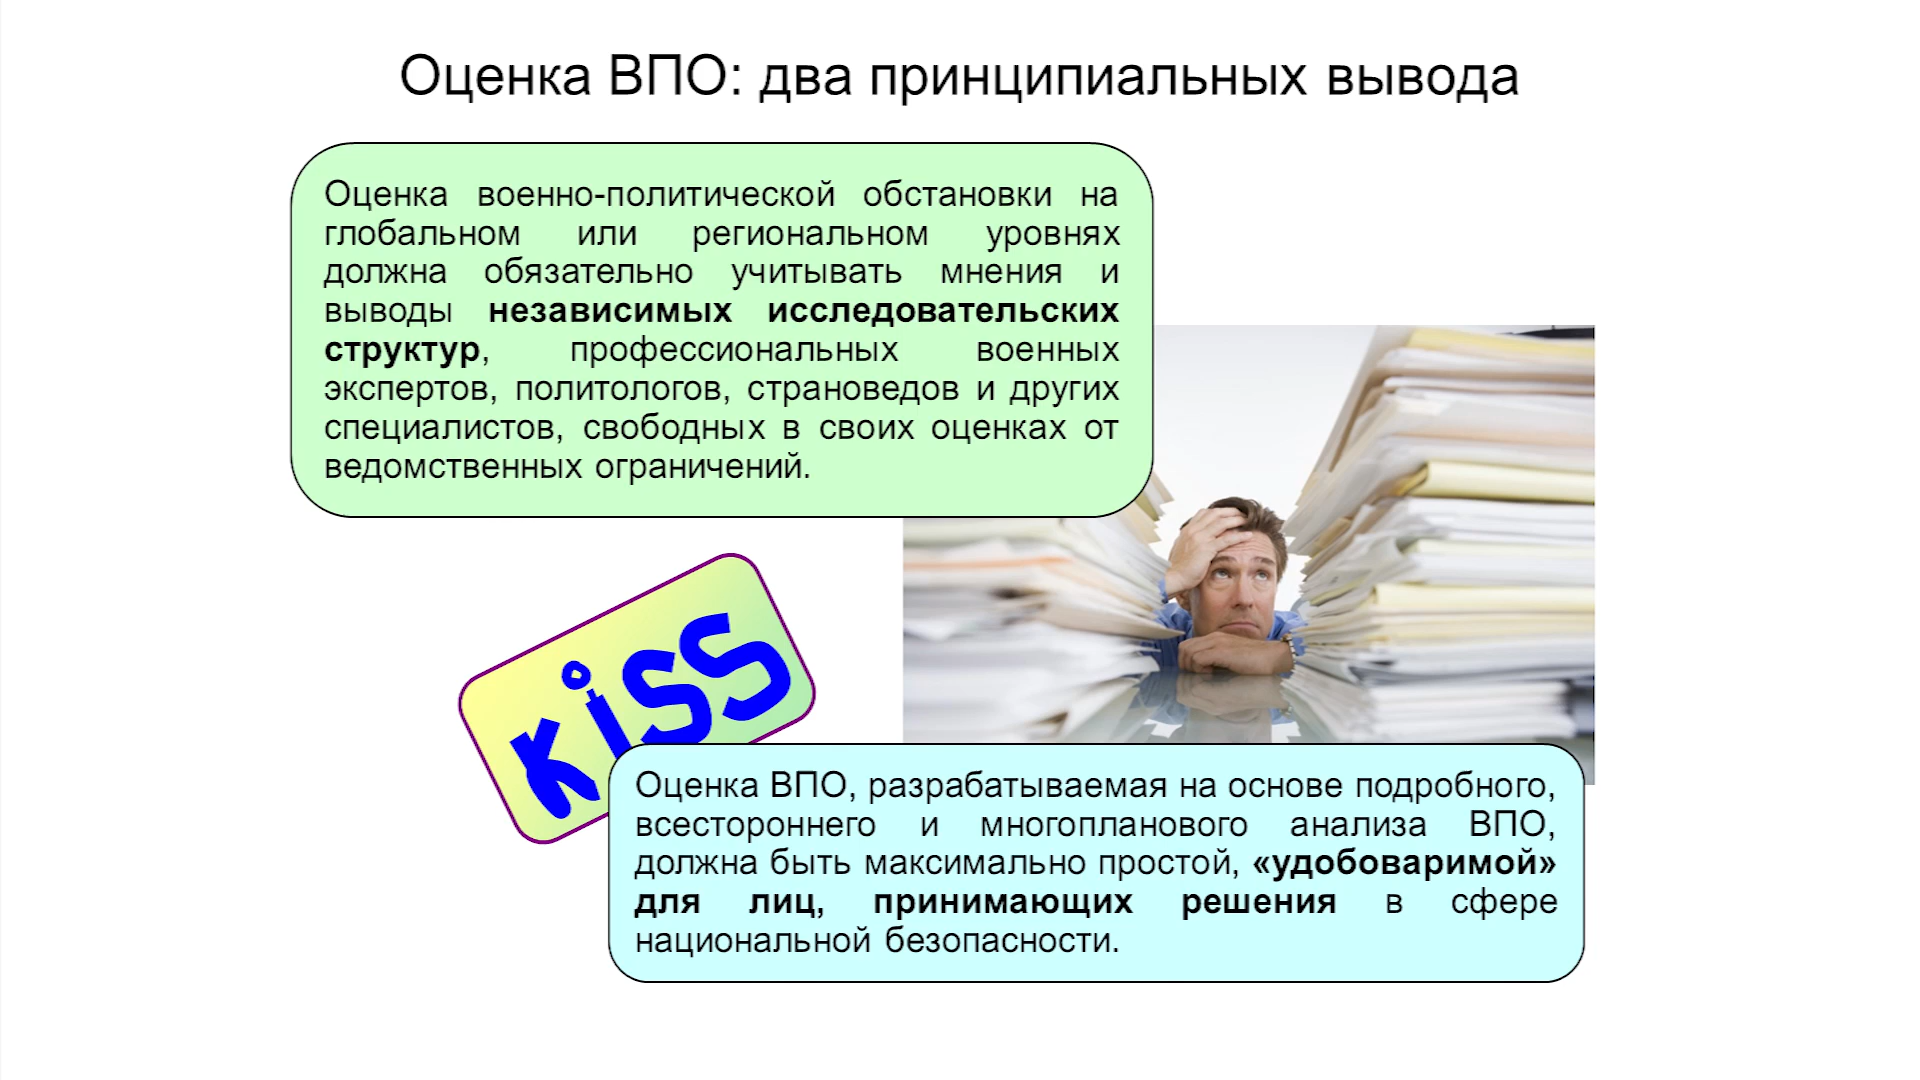 Оценка ВПО: два принципиальных вывода
Оценка военно-политической обстановки на
глобальном или региональном уровнях
должна обязательно учитывать мнения и
выводы независимых исследовательских
структур, профессиональных военных
экспертов, политологов, страноведов и других
специалистов, свободных в своих оценках от
ведомственных ограничений.
KiSS
Оценка ВПО, разрабатываемая на основе подробного,
всестороннего и многопланового анализа ВПО,
должна быть максимально простой, «удобоваримой»
для лиц, принимающих решения в сфере
национальной безопасности.